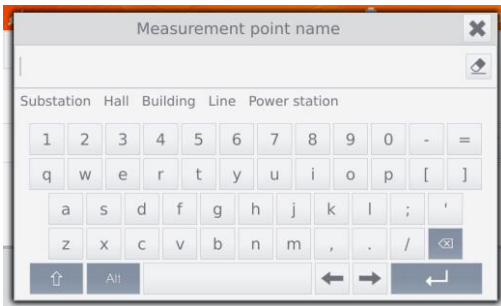 Measurement point name
Substation Hall Building Line Power station
1 2 3 4 5 6 7 8 9 0 - =
q w e r t y u i o p [ ]
a s d f g h j k l ; '
z x c v b n m , . /
Alt